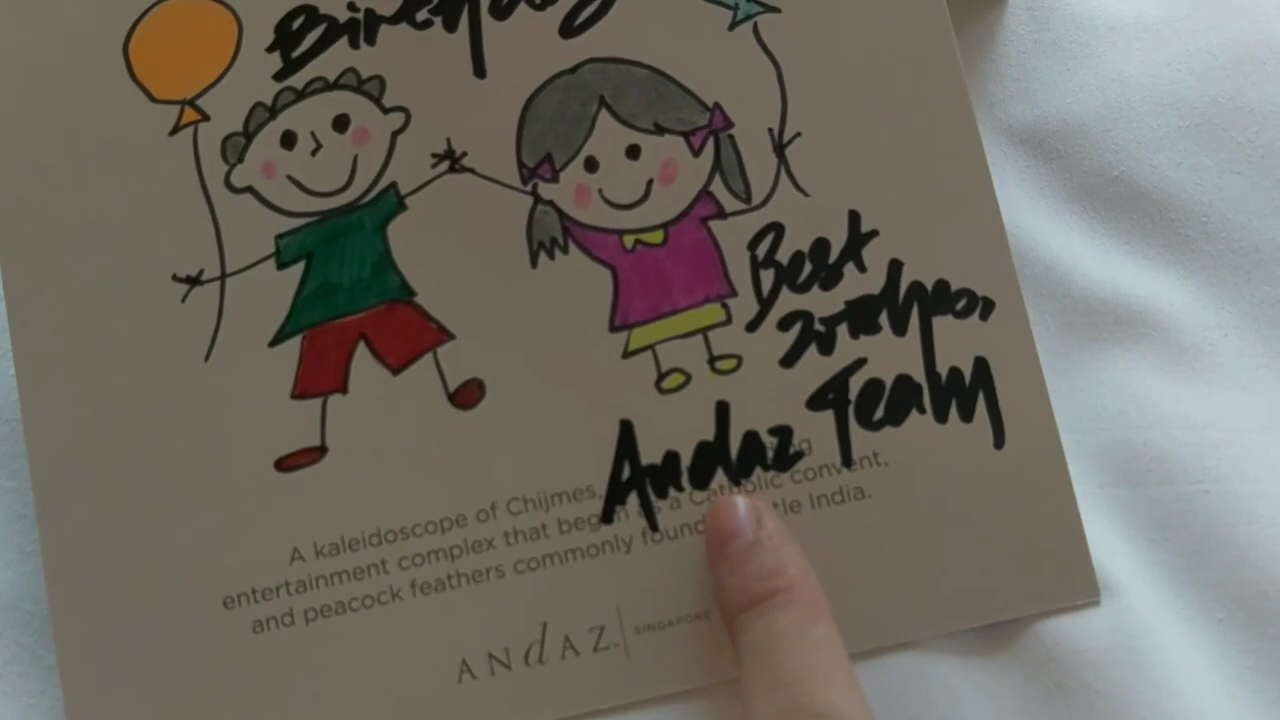 Birthday
Best
Wishes,
Andaz Team
A kaleidoscope of Chijmes,
entertainment complex that began as a Catholic convent,
and peacock feathers commonly found Little India.
ANdAZ. SINGAPORE